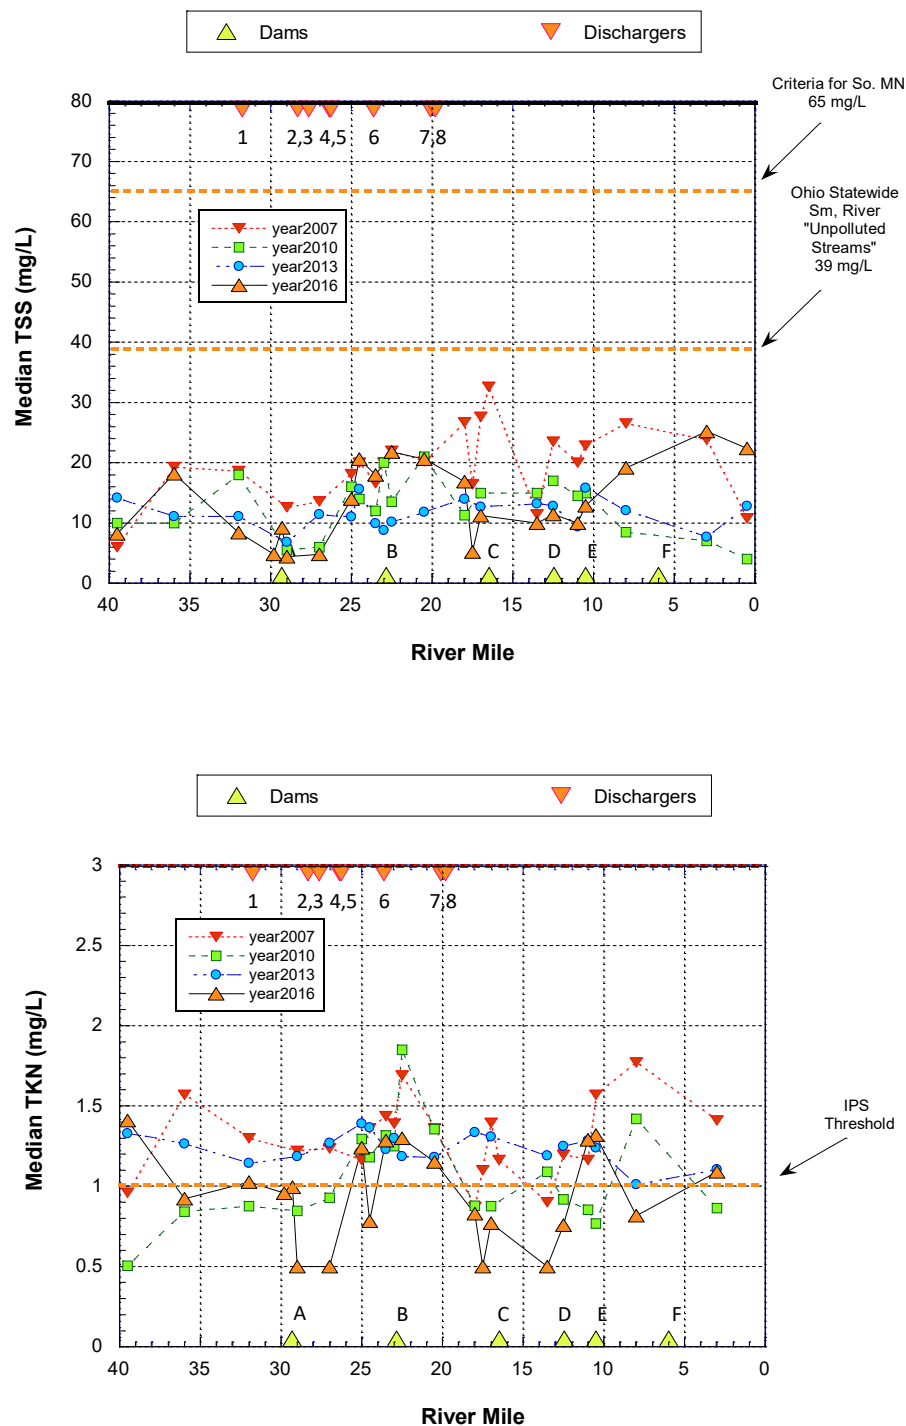 Dams Dischargers
Criteria for So. MN
65 mg/L
Ohio Statewide
Sm, River
"Unpolluted
Streams"
39 mg/L
80
70
60
50
40
30
20
10
0
Median TSS (mg/L)
1 2,3 4,5 6 7,8
year2007
year2010
year2013
year2016
B C D E F
40 35 30 25 20 15 10 5 0
River Mile
Dams Dischargers
3
2.5
2
1.5
1
0.5
0
Median TKN (mg/L)
1 2,3 4,5 6 7,8
year2007
year2010
year2013
year2016
IPS
Threshold
A B C D E F
40 35 30 25 20 15 10 5 0
River Mile